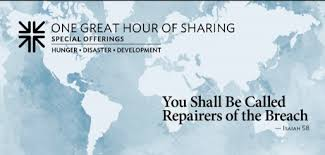 ONE GREAT HOUR OF SHARING
SPECIAL OFFERINGS
HUNGER • DISASTER • DEVELOPMENT
You Shall Be Called
Repairers of the Breach
— ISAIAH 58